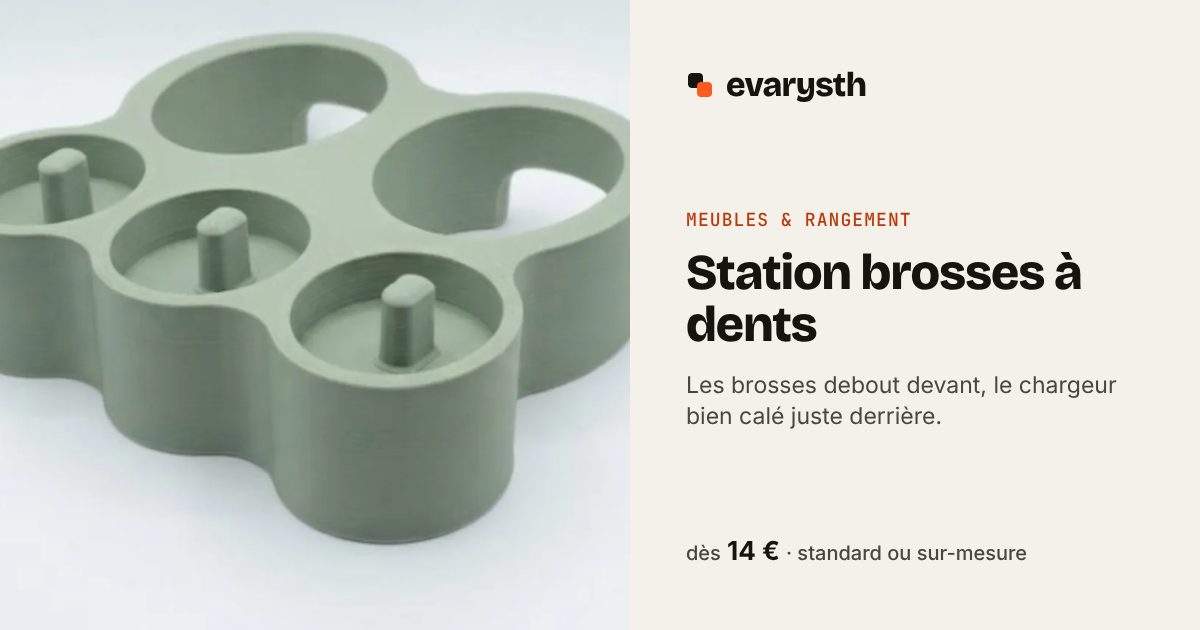 evarysth
MEUBLES & RANGEMENT
Station brosses à
dents
Les brosses debout devant, le chargeur
bien calé juste derrière.
dès 14 € · standard ou sur-mesure